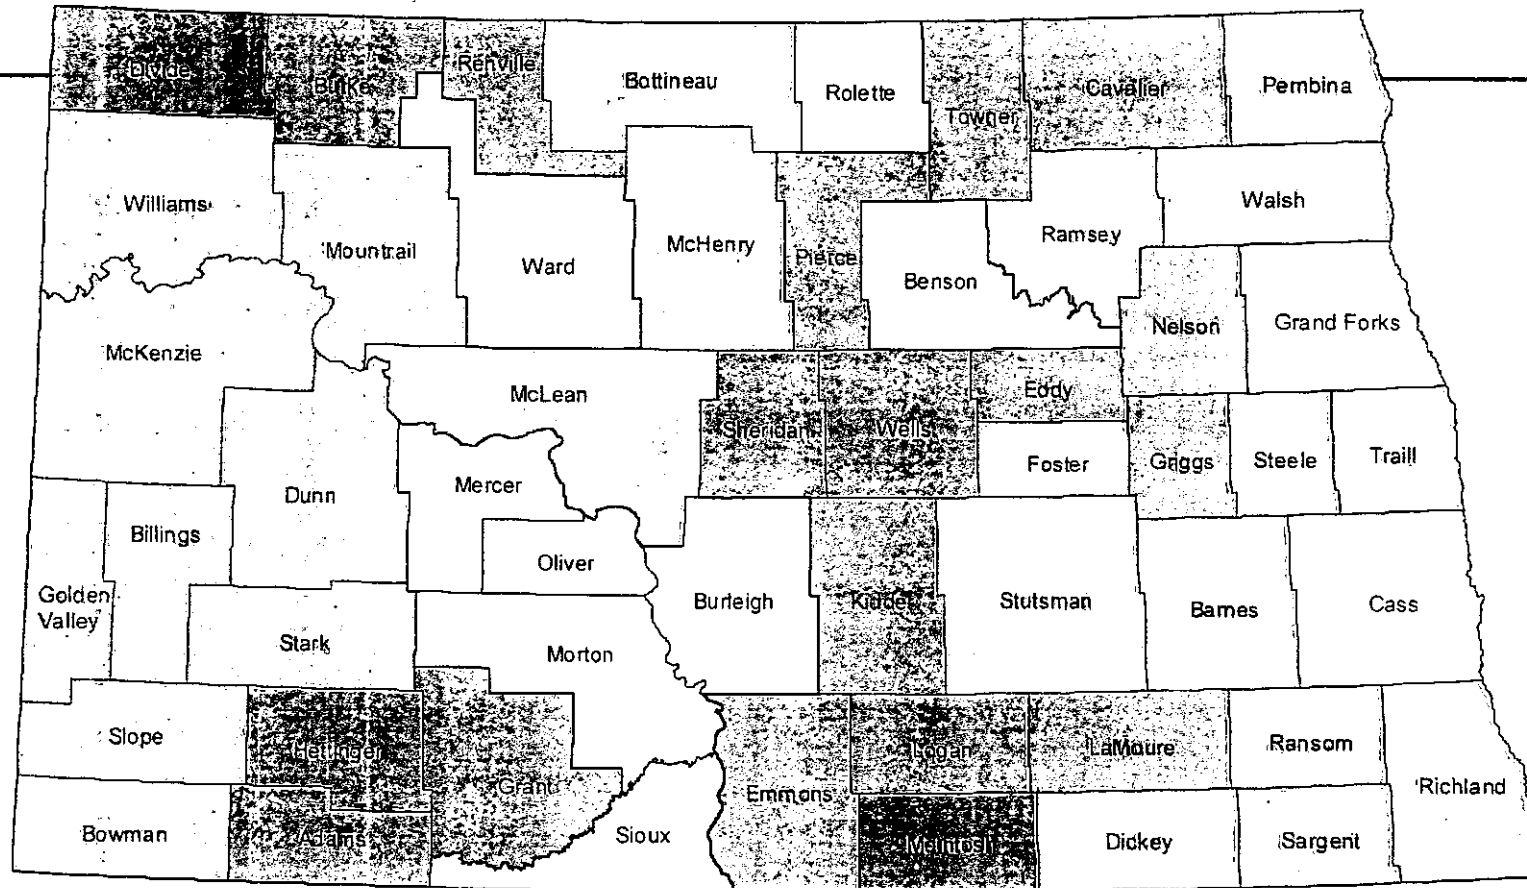 Divide
Burke
Renville
Bottineau
Rolette
Towner
Cavalier
Pembina
Williams
Mountrail
Ward
McHenry
Pierce
Benson
Ramsey
Walsh
Nelson
Grand Forks
McKenzie
McLean
Sheridan
Wells
Eddy
Foster
Griggs
Steele
Traill
Dunn
Mercer
Oliver
Billings
Golden
Valley
Stark
Morton
Burleigh
Kidder
Stutsman
Barnes
Cass
Slope
Hettinger
Grant
Emmons
Logan
LaMoure
Ransom
Richland
Bowman
Adams
Sioux
McIntosh
Dickey
Sargent